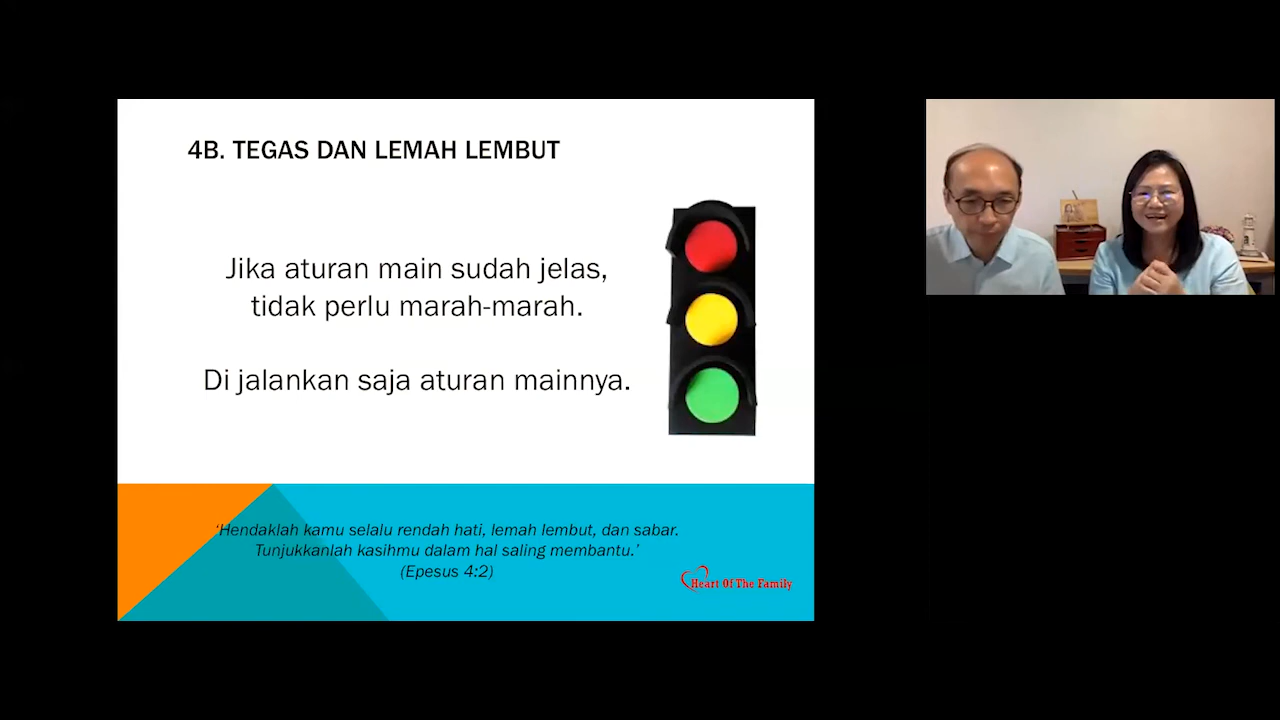 4B. TEGAS DAN LEMAH LEMBUT
Jika aturan main sudah jelas,
tidak perlu marah-marah.
Di jalankan saja aturan mainnya.
‘Hendaklah kamu selalu rendah hati, lemah lembut, dan sabar.
Tunjukkanlah kasihmu dalam hal saling membantu.’
(Epesus 4:2)
Heart Of The Family